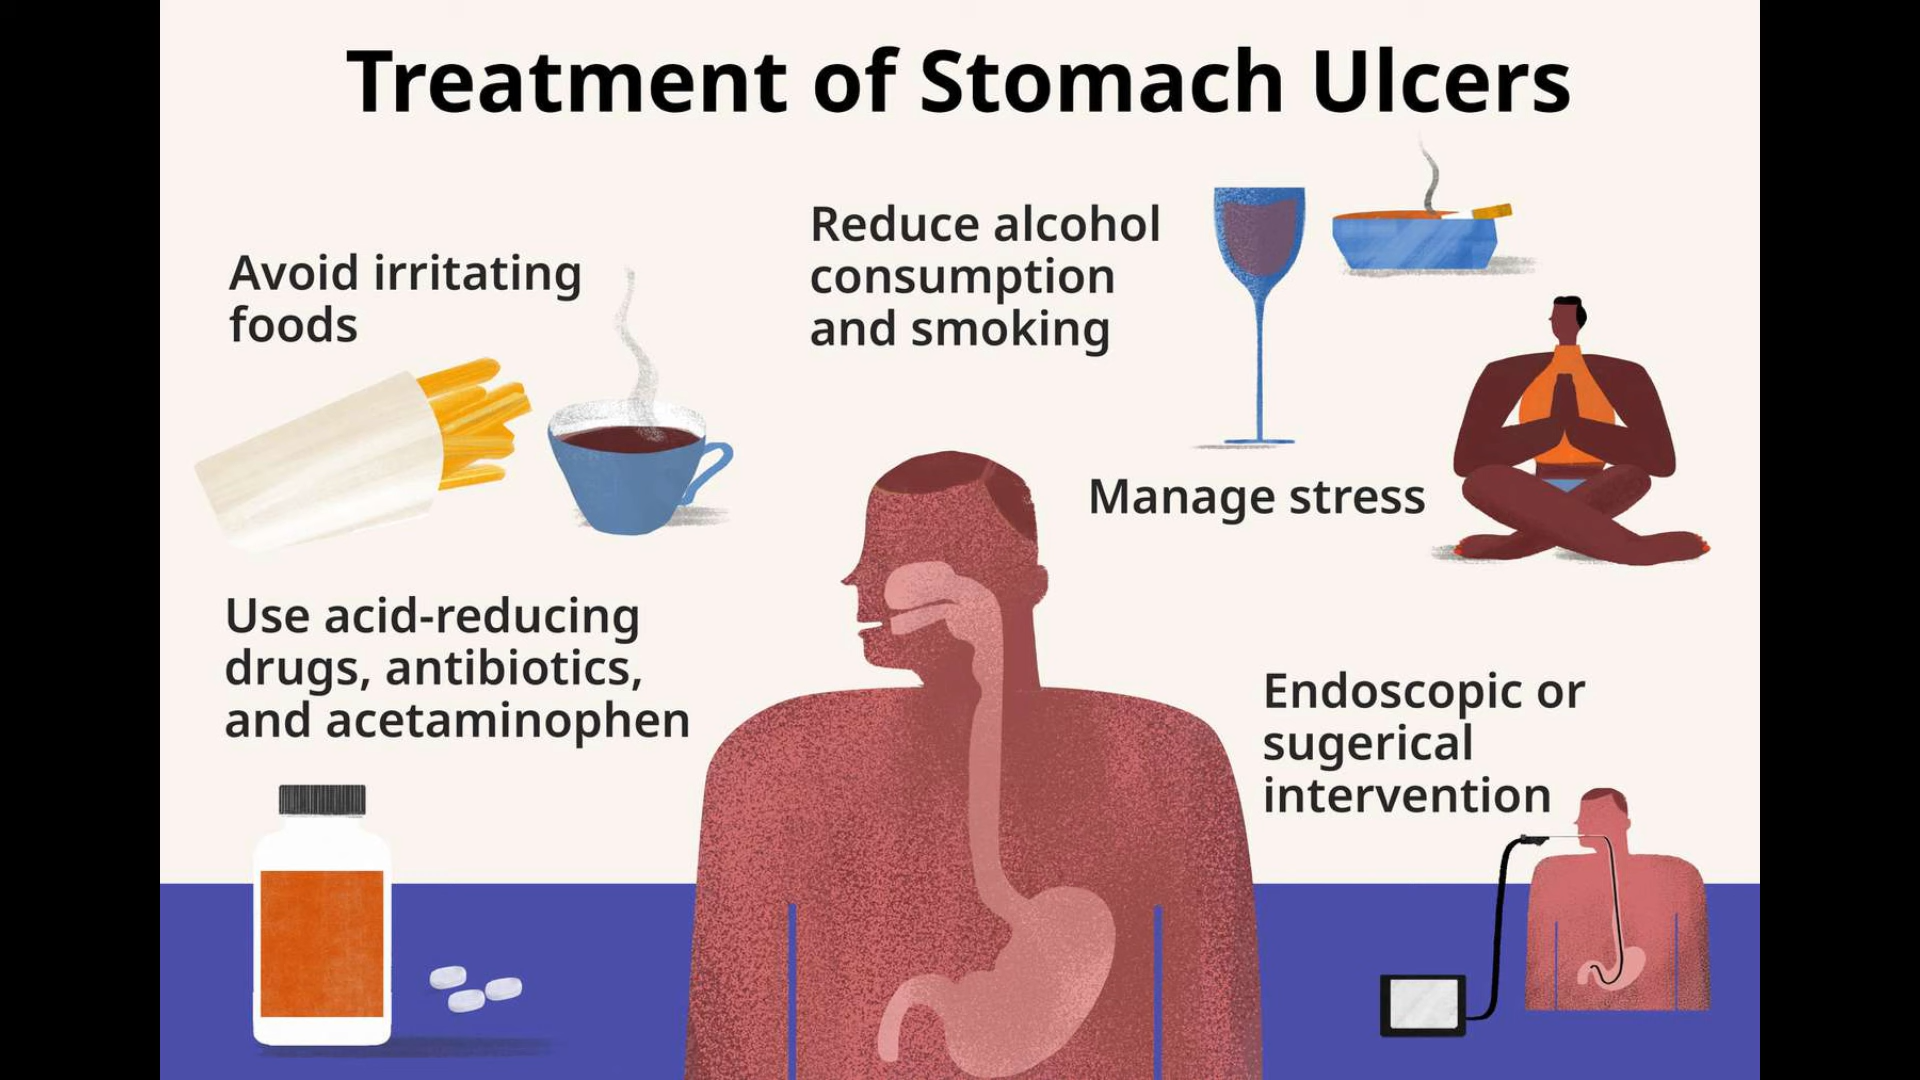 Treatment of Stomach Ulcers
Avoid irritating
foods
Reduce alcohol
consumption
and smoking
Manage stress
Use acid-reducing
drugs, antibiotics,
and acetaminophen
Endoscopic or
sugerical
intervention